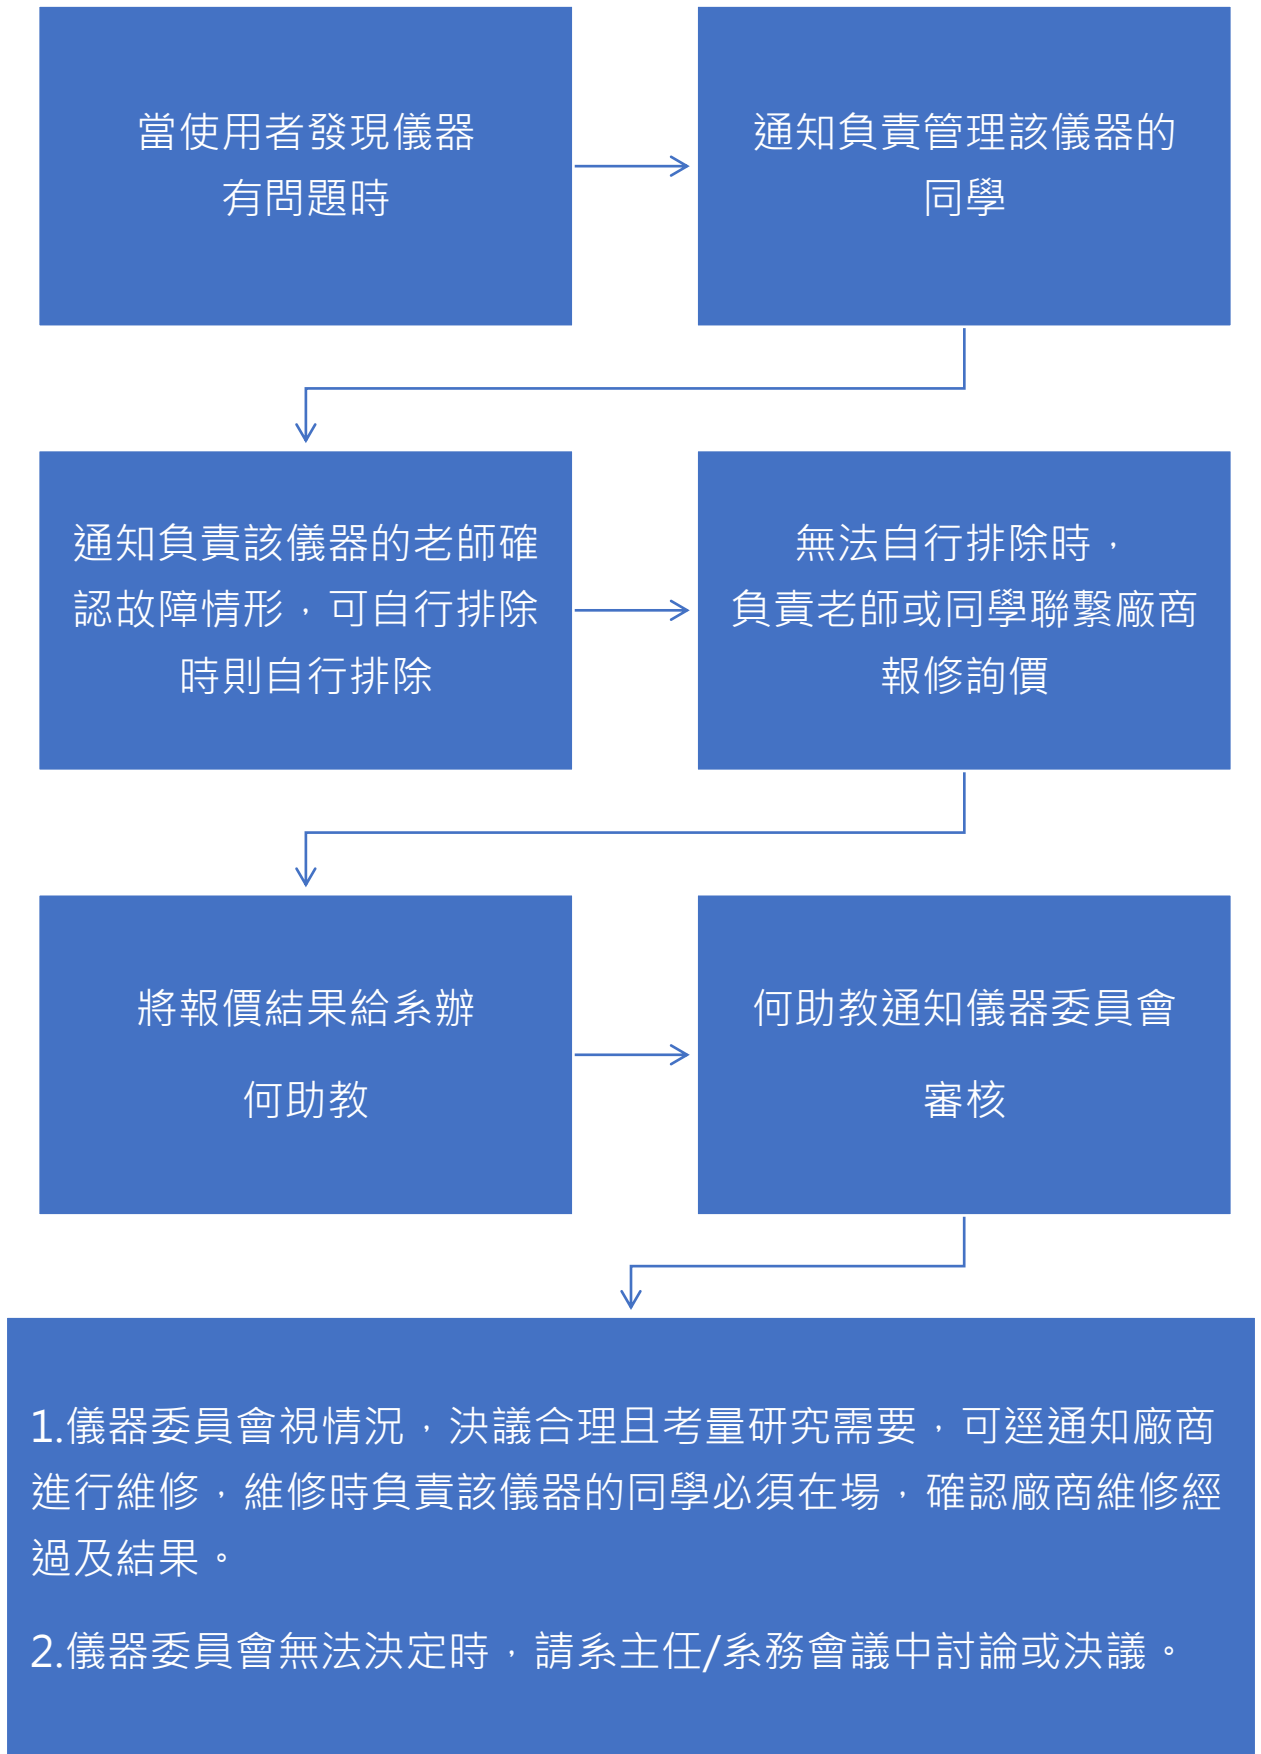 當使用者發現儀器
有問題時
通知負責管理該儀器的
同學
通知負責該儀器的老師確
認故障情形，可自行排除
時則自行排除
無法自行排除時，
負責老師或同學聯繫廠商
報修詢價
將報價結果給系辦
何助教
何助教通知儀器委員會
審核
1.儀器委員會視情況，決議合理且考量研究需要，可逕通知廠商
進行維修，維修時負責該儀器的同學必須在場，確認廠商維修經
過及結果。
2.儀器委員會無法決定時，請系主任/系務會議中討論或決議。